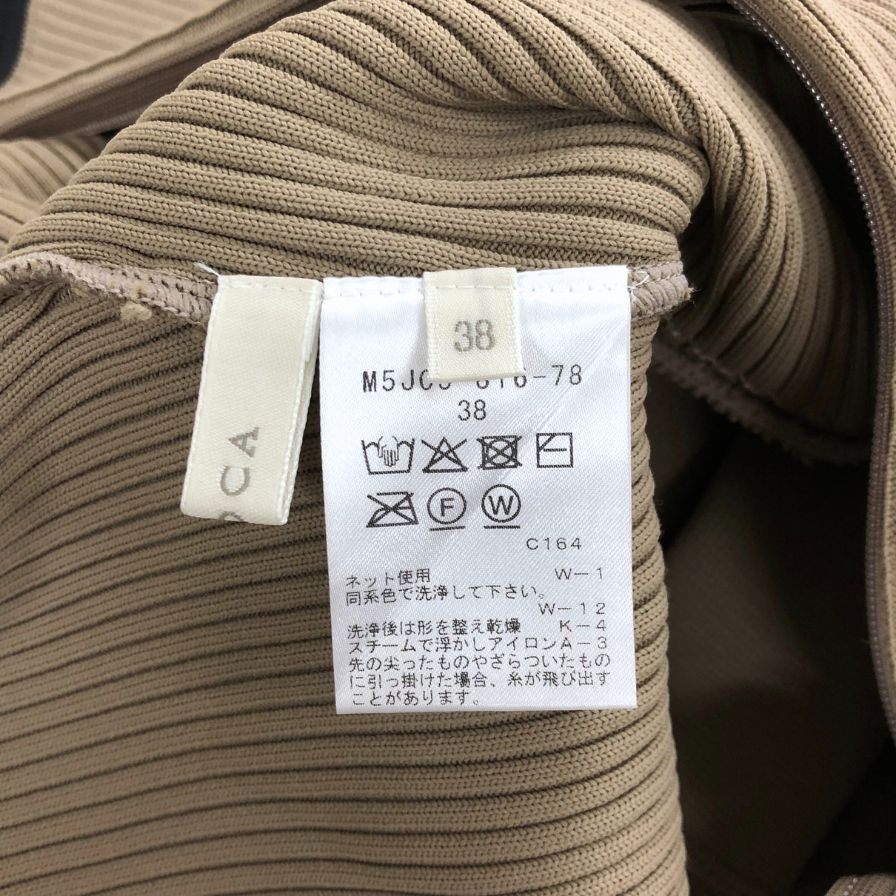 38
M5JC
-78
38
F W
C164
ネット使用 W-1
同系色で洗浄して下さい。
W-12
洗浄後は形を整え乾燥 K-4
スチームで浮かしアイロンA-3
先の尖ったものやざらついたもの
に引っ掛けた場合、糸が飛び出す
ことがあります。
OCA